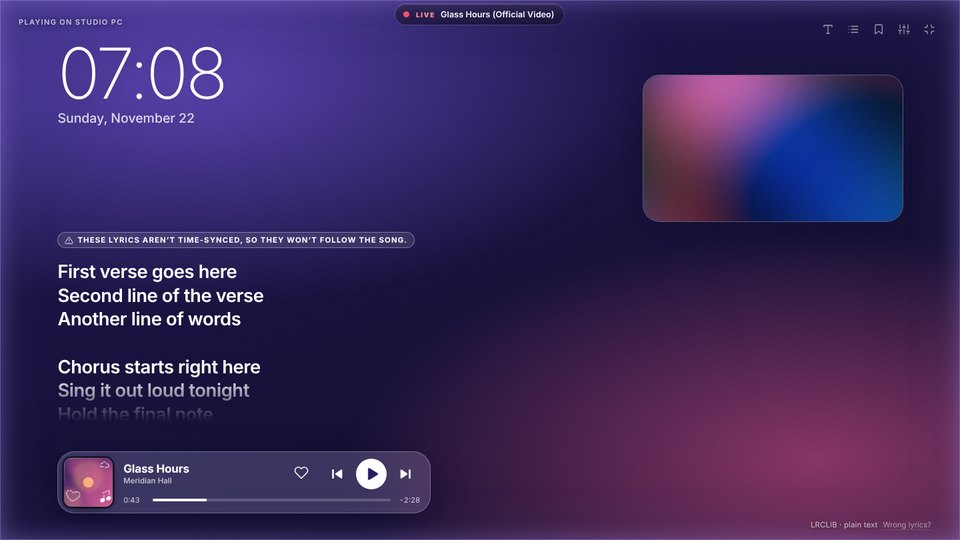 PLAYING ON STUDIO PC
LIVE Glass Hours (Official Video)
07:08
Sunday, November 22
THESE LYRICS AREN'T TIME-SYNCED, SO THEY WON'T FOLLOW THE SONG.
First verse goes here
Second line of the verse
Another line of words
Chorus starts right here
Sing it out loud tonight
Hold the final note
Glass Hours
Meridian Hall
0:43
-2:28
LRCLIB · plain text Wrong lyrics?